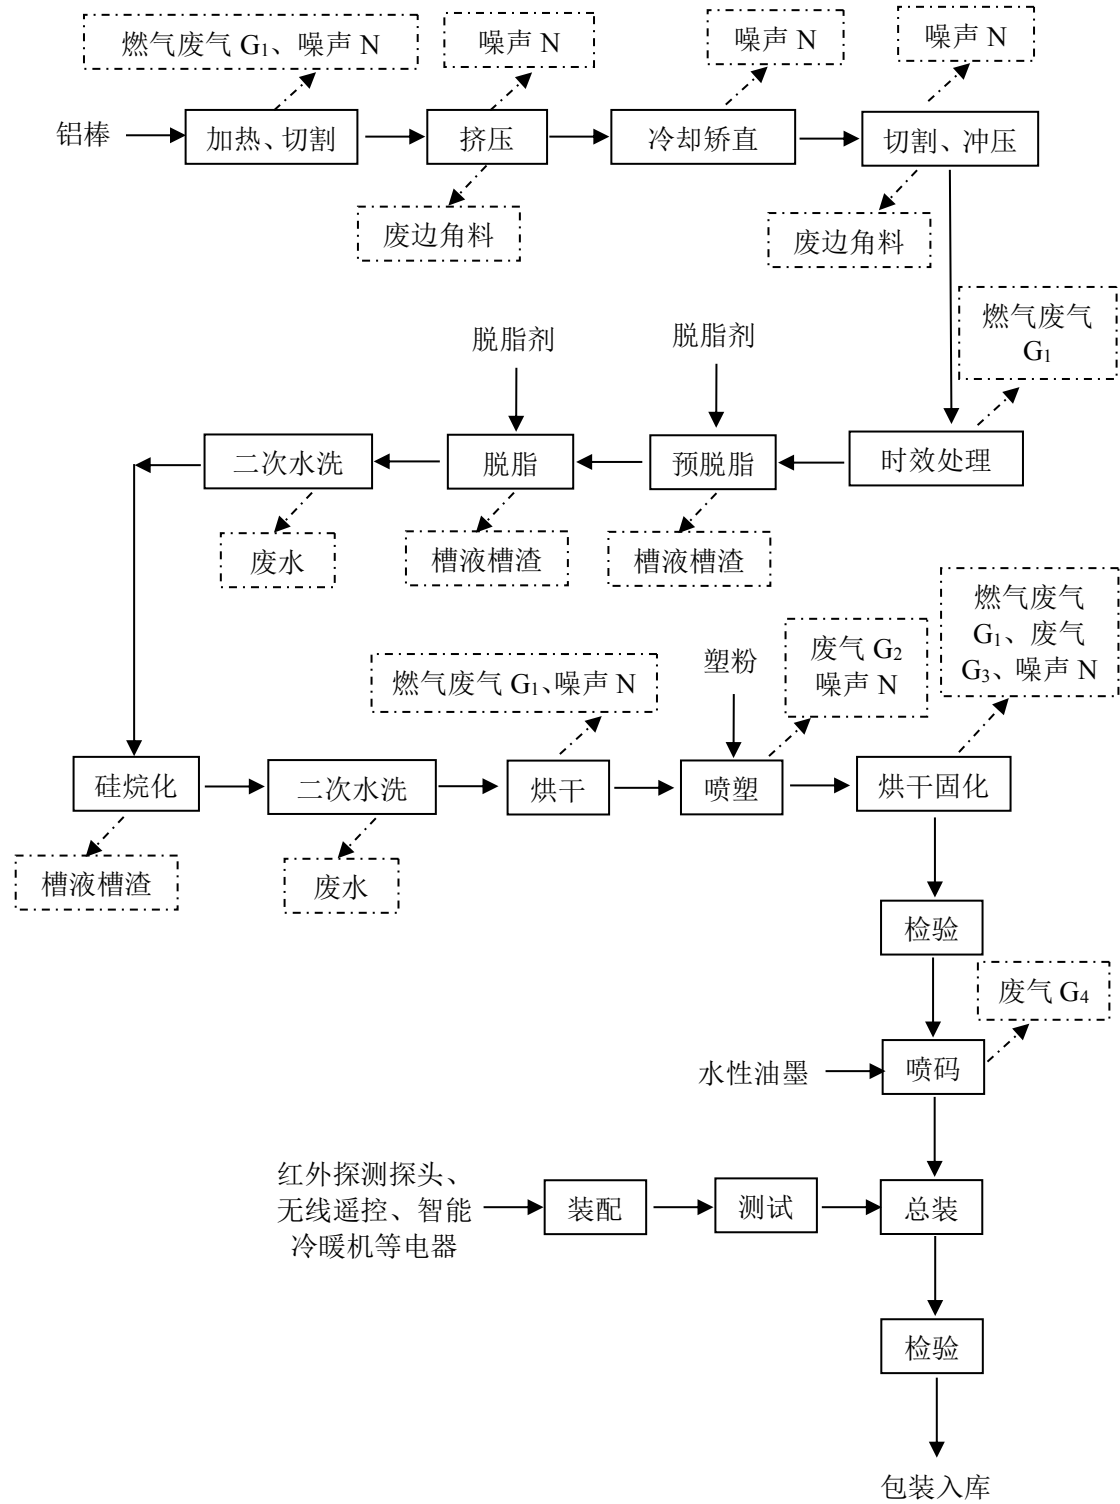 燃气废气 G₁、噪声 N
噪声 N
噪声 N
噪声 N
铝棒
加热、切割
挤压
冷却矫直
切割、冲压
废边角料
废边角料
燃气废气
G₁
脱脂剂
脱脂剂
二次水洗
脱脂
预脱脂
时效处理
废水
槽液槽渣
槽液槽渣
燃气废气
G₁、废气
G₃、噪声 N
燃气废气 G₁、噪声 N
塑粉
废气 G₂
噪声 N
硅烷化
二次水洗
烘干
喷塑
烘干固化
槽液槽渣
废水
检验
废气 G₄
水性油墨
喷码
红外探测探头、
无线遥控、智能
冷暖机等电器
装配
测试
总装
检验
包装入库